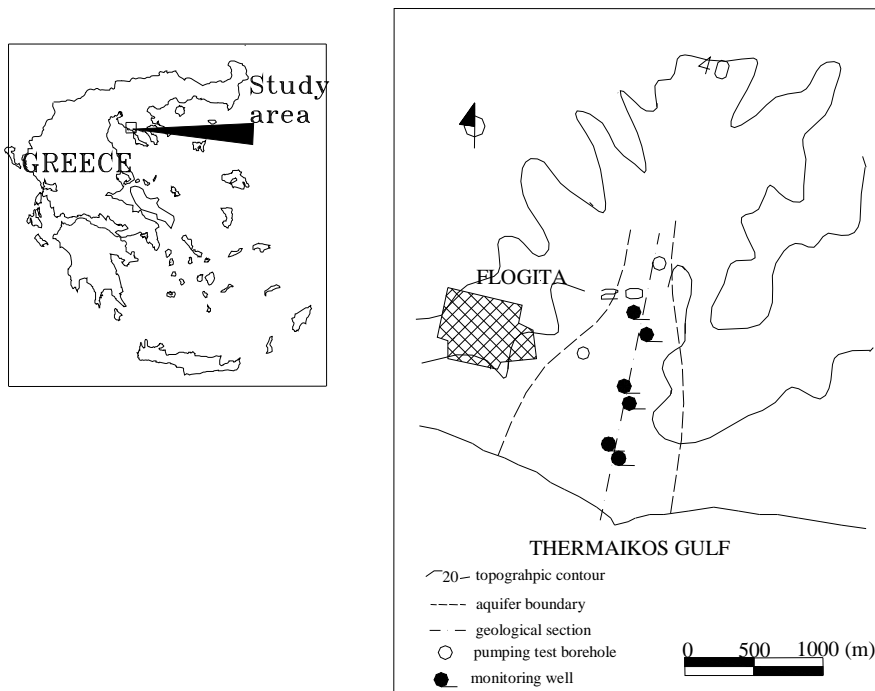 Study
area
GREECE
40
FLOGITA
20
THERMAIKOS GULF
20 topograhpic contour
aquifer boundary
geological section
pumping test borehole
monitoring well
0 500 1000 (m)